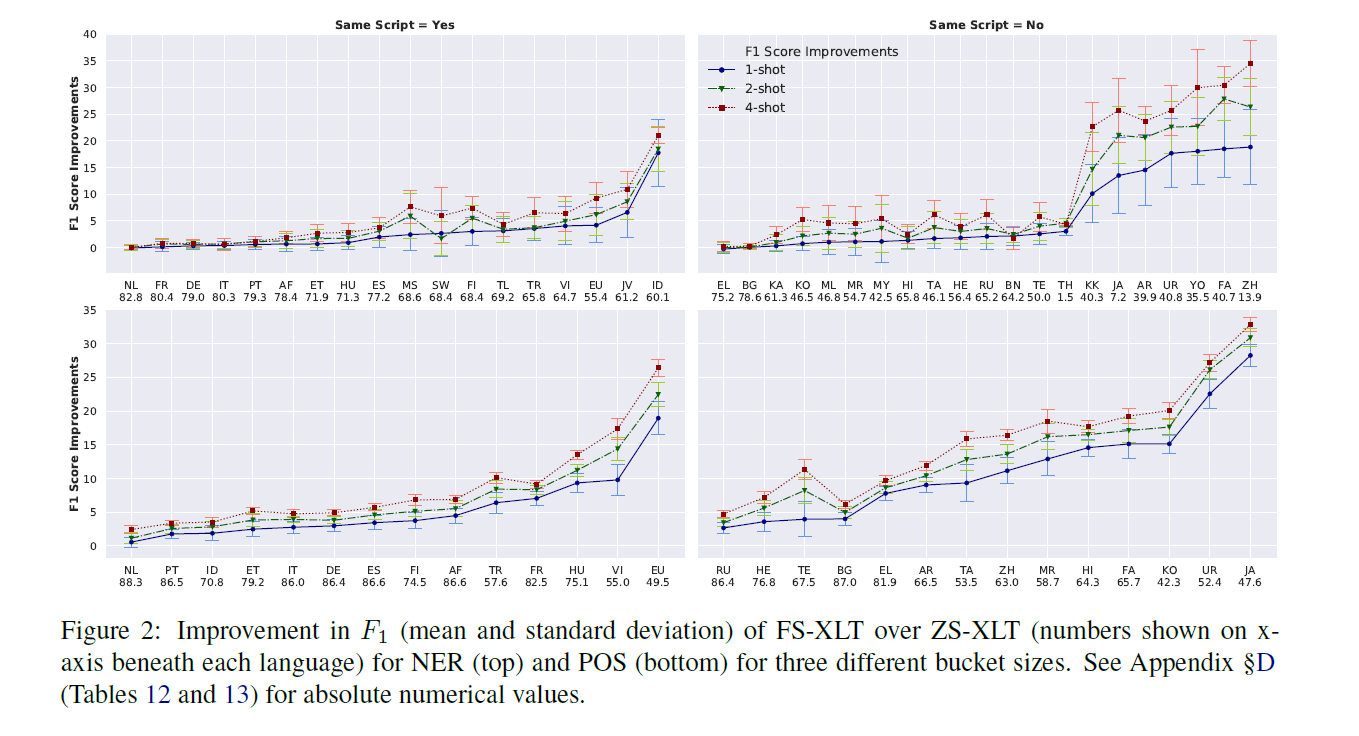 Same Script = Yes
Same Script = No
F1 Score Improvements
40
35
30
25
20
15
10
5
0
F1 Score Improvements
1-shot
2-shot
4-shot
NL FR DE IT PT AF ET HU ES MS SW FI TL TR VI EU JV ID
82.8 80.4 79.0 80.3 79.3 78.4 71.9 71.3 77.2 68.6 68.4 68.4 69.2 65.8 64.7 55.4 61.2 60.1
EL BG KA KO ML MR MY HI TA HE RU BN TE TH KK JA AR UR YO FA ZH
75.2 78.6 61.3 46.5 46.8 54.7 42.5 65.8 46.1 56.4 65.2 64.2 50.0 1.5 40.3 7.2 39.9 40.8 35.5 40.7 13.9
F1 Score Improvements
35
30
25
20
15
10
5
0
NL PT ID ET IT DE ES FI AF TR FR HU VI EU
88.3 86.5 70.8 79.2 86.0 86.4 86.6 74.5 86.6 57.6 82.5 75.1 55.0 49.5
RU HE TE BG EL AR TA ZH MR HI FA KO UR JA
86.4 76.8 67.5 87.0 81.9 66.5 53.5 63.0 58.7 64.3 65.7 42.3 52.4 47.6
Figure 2: Improvement in F1 (mean and standard deviation) of FS-XLT over ZS-XLT (numbers shown on x-
axis beneath each language) for NER (top) and POS (bottom) for three different bucket sizes. See Appendix §D
(Tables 12 and 13) for absolute numerical values.